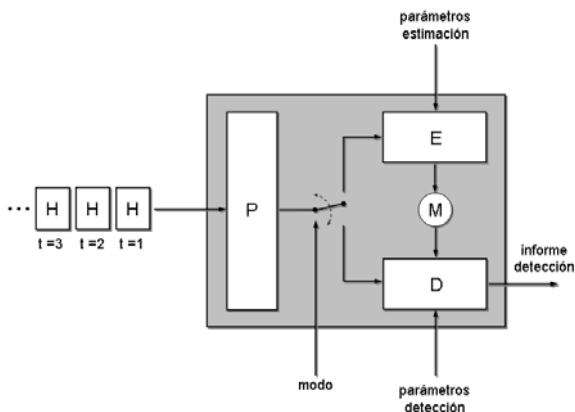 parámetros
estimación
E
P
M
... H H H
t =3 t =2 t =1
informe
detección
D
modo
parámetros
detección